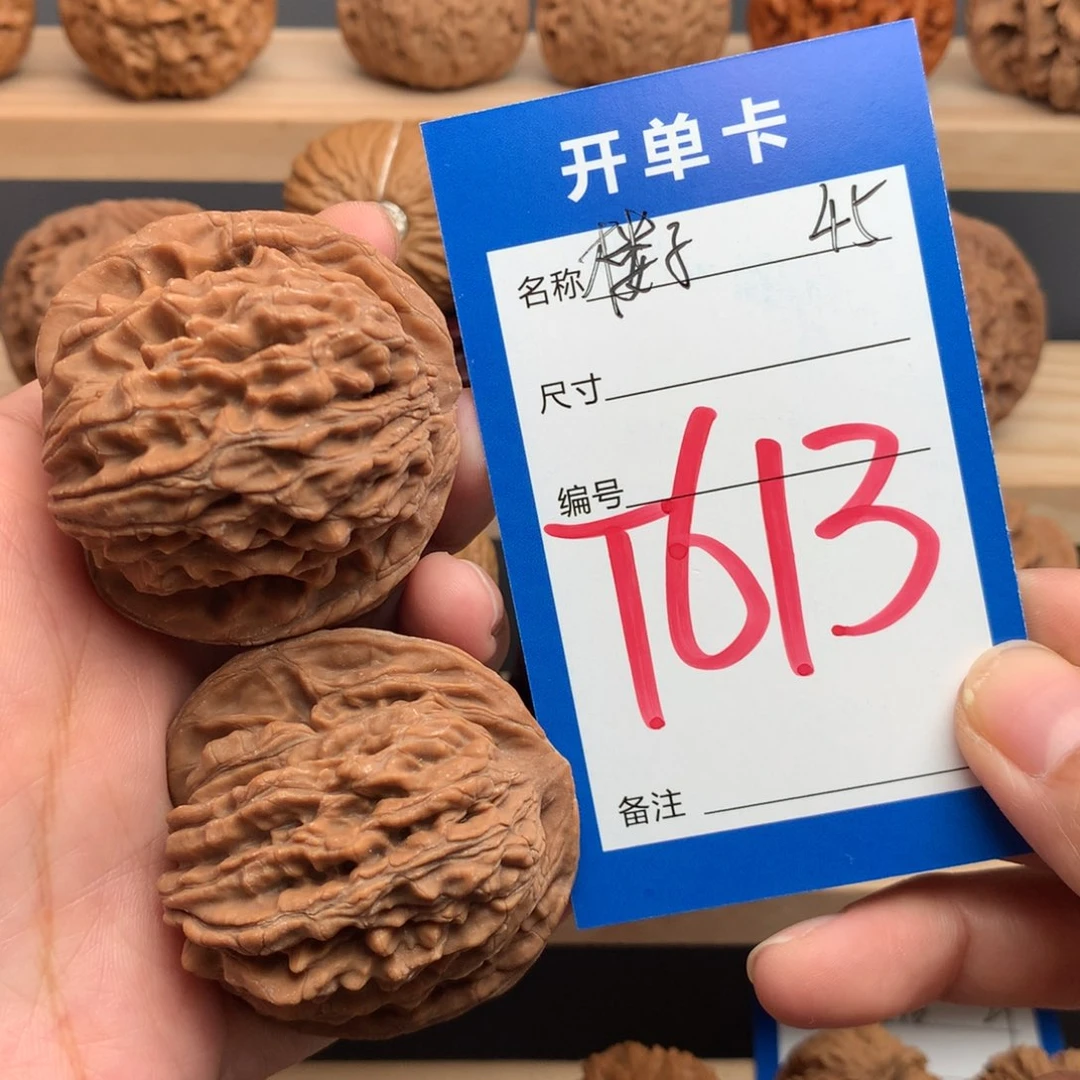 开单卡
名称 楼子 45
尺寸
编号 T613
备注